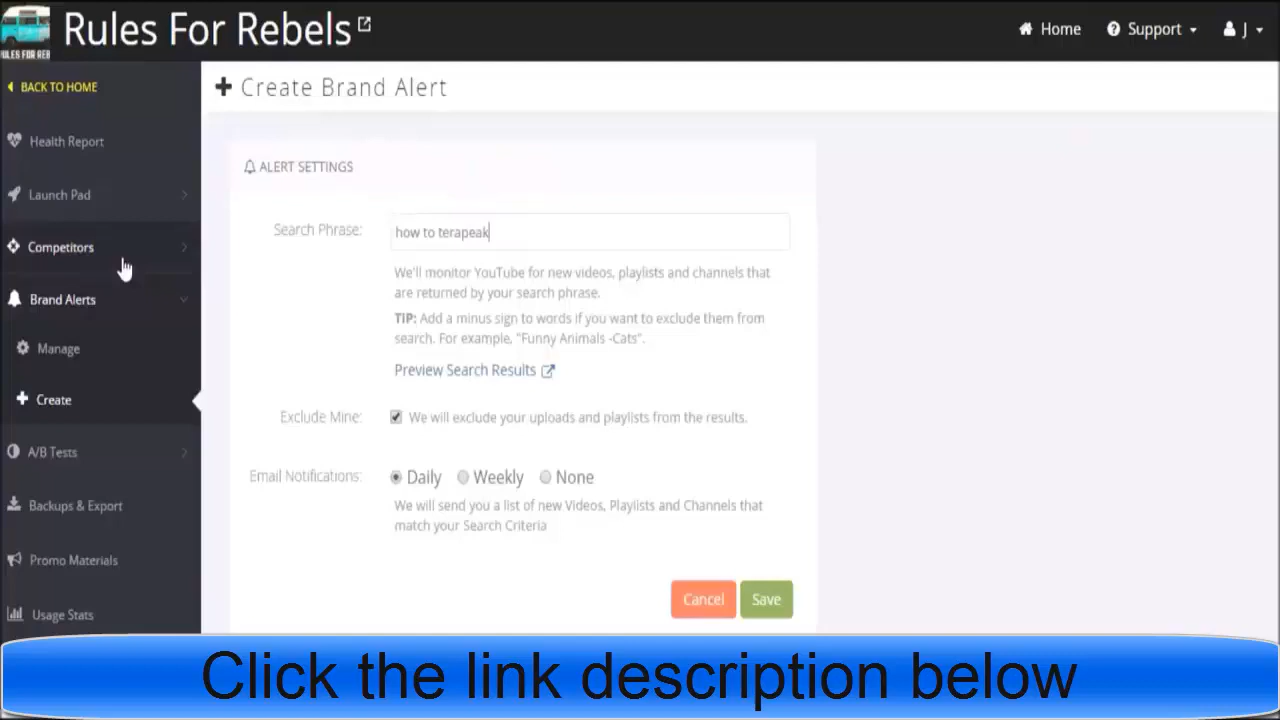 Rules For Rebels
RULES FOR REB
Home
Support
J
BACK TO HOME
Create Brand Alert
Health Report
Launch Pad
Competitors
Brand Alerts
Manage
Create
A/B Tests
Backups & Export
Promo Materials
Usage Stats
ALERT SETTINGS
Search Phrase:
how to terapeak
We'll monitor YouTube for new videos, playlists and channels that
are returned by your search phrase.
TIP: Add a minus sign to words if you want to exclude them from
search. For example, "Funny Animals -Cats".
Preview Search Results
Exclude Mine:
We will exclude your uploads and playlists from the results.
Email Notifications:
Daily Weekly None
We will send you a list of new Videos, Playlists and Channels that
match your Search Criteria
Cancel Save
Click the link description below